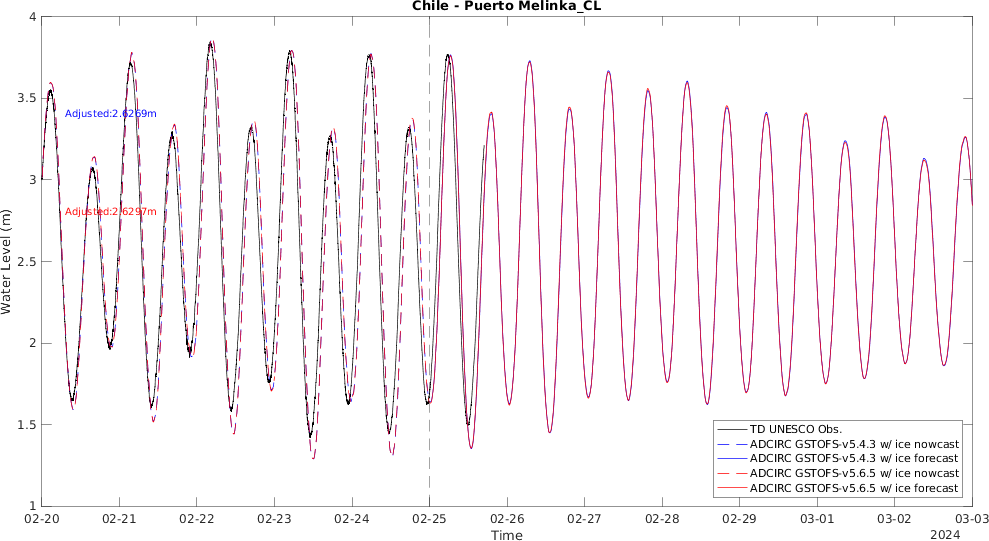 Chile - Puerto Melinka_CL
Water Level (m)
4
3.5
3
2.5
2
1.5
1
Adjusted:2.6269m
Adjusted:2.6297m
TD UNESCO Obs.
ADCIRC GSTOFS-v5.4.3 w/ ice nowcast
ADCIRC GSTOFS-v5.4.3 w/ ice forecast
ADCIRC GSTOFS-v5.6.5 w/ ice nowcast
ADCIRC GSTOFS-v5.6.5 w/ ice forecast
02-20 02-21 02-22 02-23 02-24 02-25 02-26 02-27 02-28 02-29 03-01 03-02 03-03
Time
2024